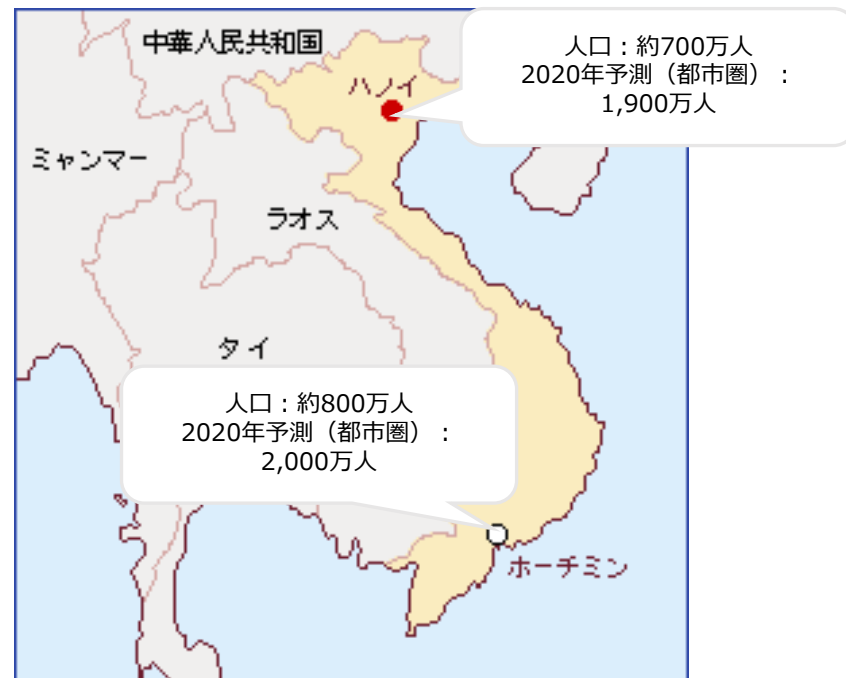 中華人民共和国
人口：約700万人
2020年予測（都市圏）：
1,900万人
ハノイ
ミャンマー
ラオス
タイ
人口：約800万人
2020年予測（都市圏）：
2,000万人
ホーチミン